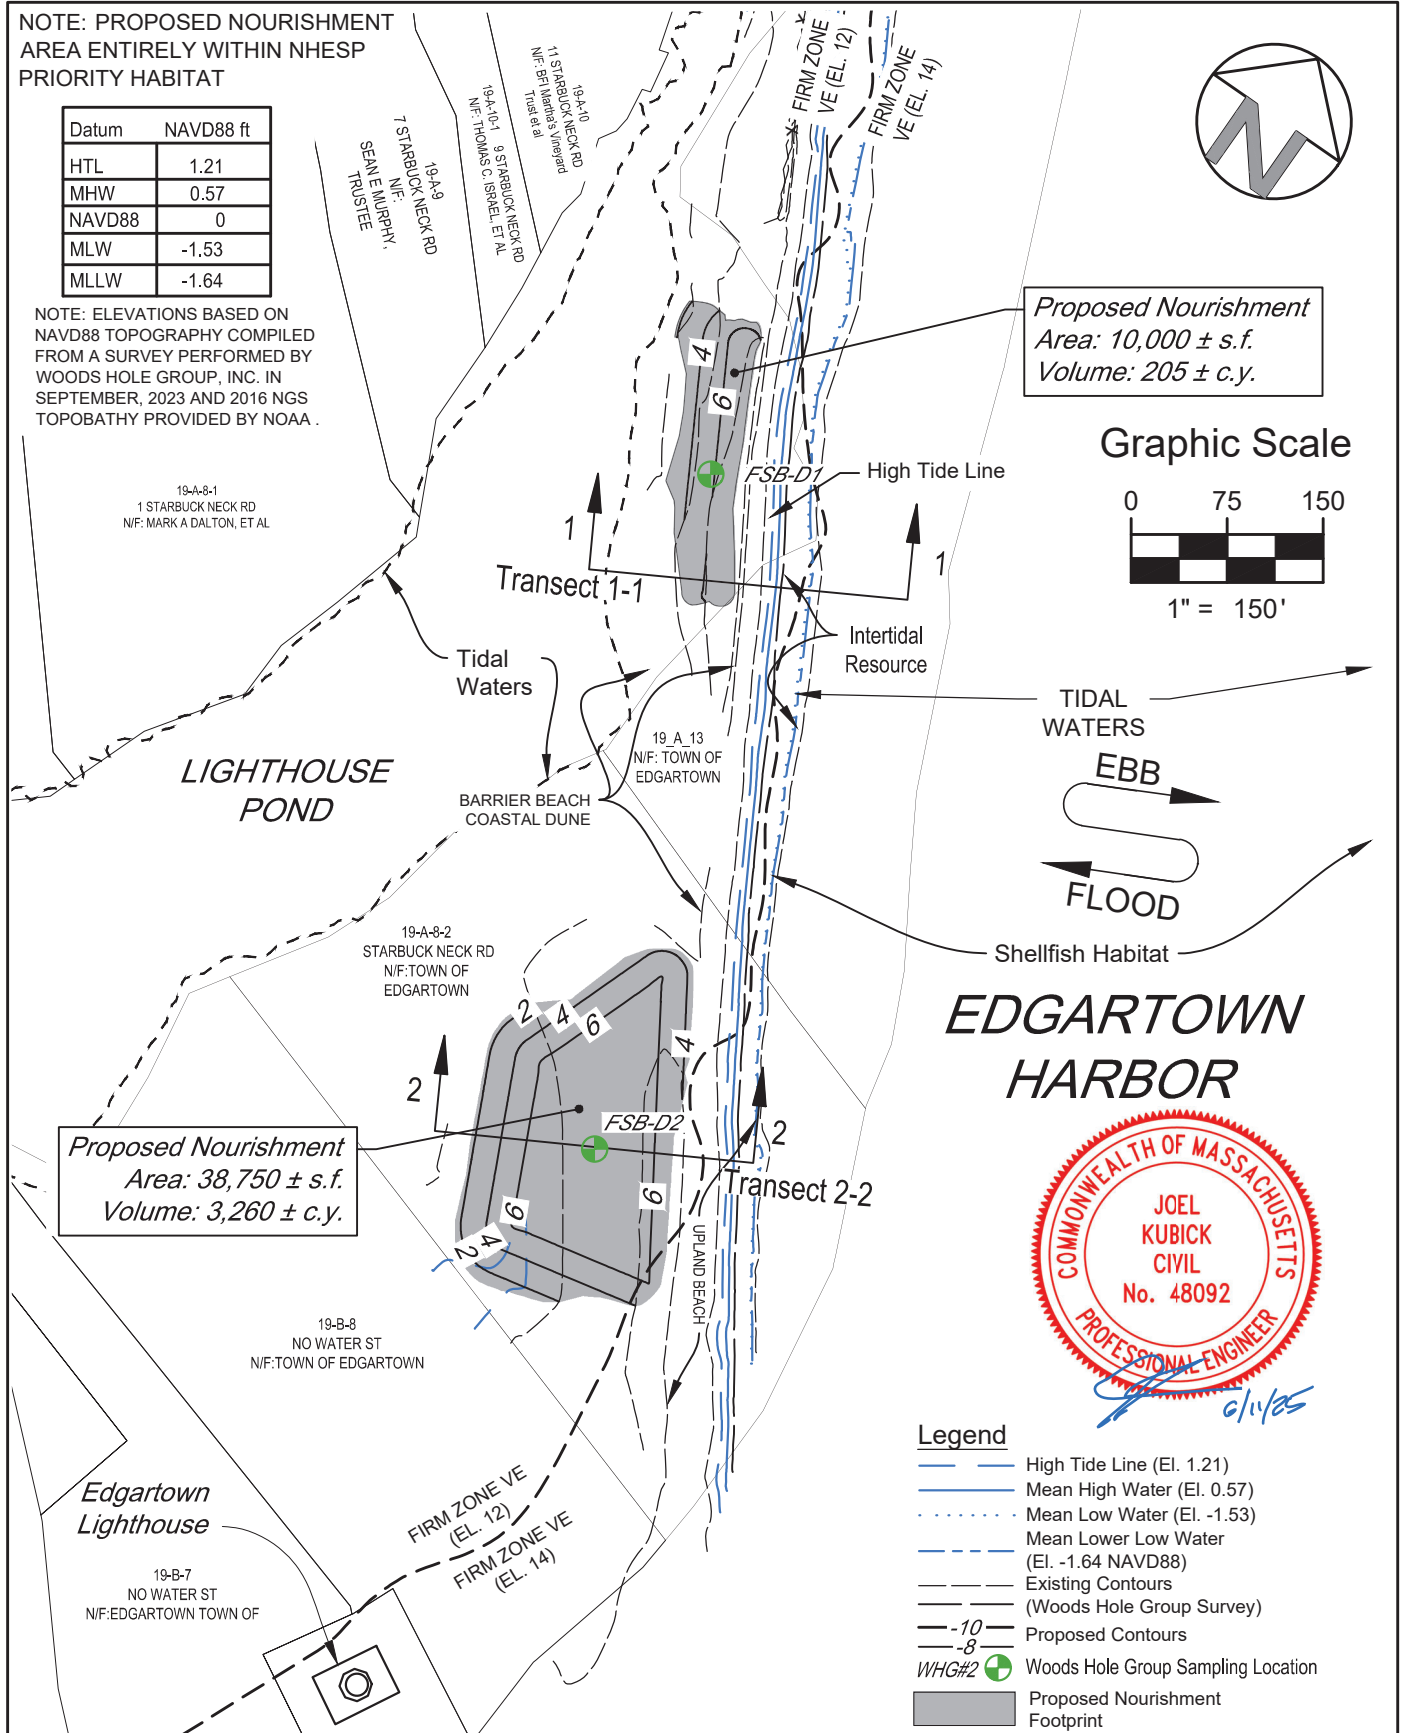 NOTE: PROPOSED NOURISHMENT
AREA ENTIRELY WITHIN NHESP
PRIORITY HABITAT
Datum NAVD88 ft
HTL 1.21
MHW 0.57
NAVD88 0
MLW -1.53
MLLW -1.64
NOTE: ELEVATIONS BASED ON
NAVD88 TOPOGRAPHY COMPILED
FROM A SURVEY PERFORMED BY
WOODS HOLE GROUP, INC. IN
SEPTEMBER, 2023 AND 2016 NGS
TOPOBATHY PROVIDED BY NOAA .
19-A-9
7 STARBUCK NECK RD
N/F:
SEAN E MURPHY,
TRUSTEE
19-A-10-1 9 STARBUCK NECK RD
N/F: THOMAS C. ISRAEL, ET AL
19-A-10
11 STARBUCK NECK RD
N/F: BFI Martha's Vineyard
Trust et al
FIRM ZONE
VE (EL. 12)
FIRM ZONE
VE (EL. 14)
N
Proposed Nourishment
Area: 10,000 ± s.f.
Volume: 205 ± c.y.
4
6
FSB-D1
High Tide Line
Graphic Scale
0 75 150
1" = 150'
19-A-8-1
1 STARBUCK NECK RD
N/F: MARK A DALTON, ET AL
1
1
Transect 1-1
Intertidal
Resource
Tidal
Waters
TIDAL
WATERS
19_A_13
N/F: TOWN OF
EDGARTOWN
LIGHTHOUSE
POND
BARRIER BEACH
COASTAL DUNE
EBB
FLOOD
Shellfish Habitat
19-A-8-2
STARBUCK NECK RD
N/F:TOWN OF
EDGARTOWN
EDGARTOWN
HARBOR
2
4
6
4
2
2
FSB-D2
Transect 2-2
Proposed Nourishment
Area: 38,750 ± s.f.
Volume: 3,260 ± c.y.
6
6
2
4
UPLAND BEACH
COMMONWEALTH OF MASSACHUSETTS
JOEL
KUBICK
CIVIL
No. 48092
PROFESSIONAL ENGINEER
6/11/25
19-B-8
NO WATER ST
N/F:TOWN OF EDGARTOWN
Edgartown
Lighthouse
FIRM ZONE VE
(EL. 12)
FIRM ZONE VE
(EL. 14)
19-B-7
NO WATER ST
N/F:EDGARTOWN TOWN OF
Legend
High Tide Line (El. 1.21)
Mean High Water (El. 0.57)
Mean Low Water (El. -1.53)
Mean Lower Low Water
(El. -1.64 NAVD88)
Existing Contours
(Woods Hole Group Survey)
-10
-8
Proposed Contours
WHG#2 Woods Hole Group Sampling Location
Proposed Nourishment
Footprint